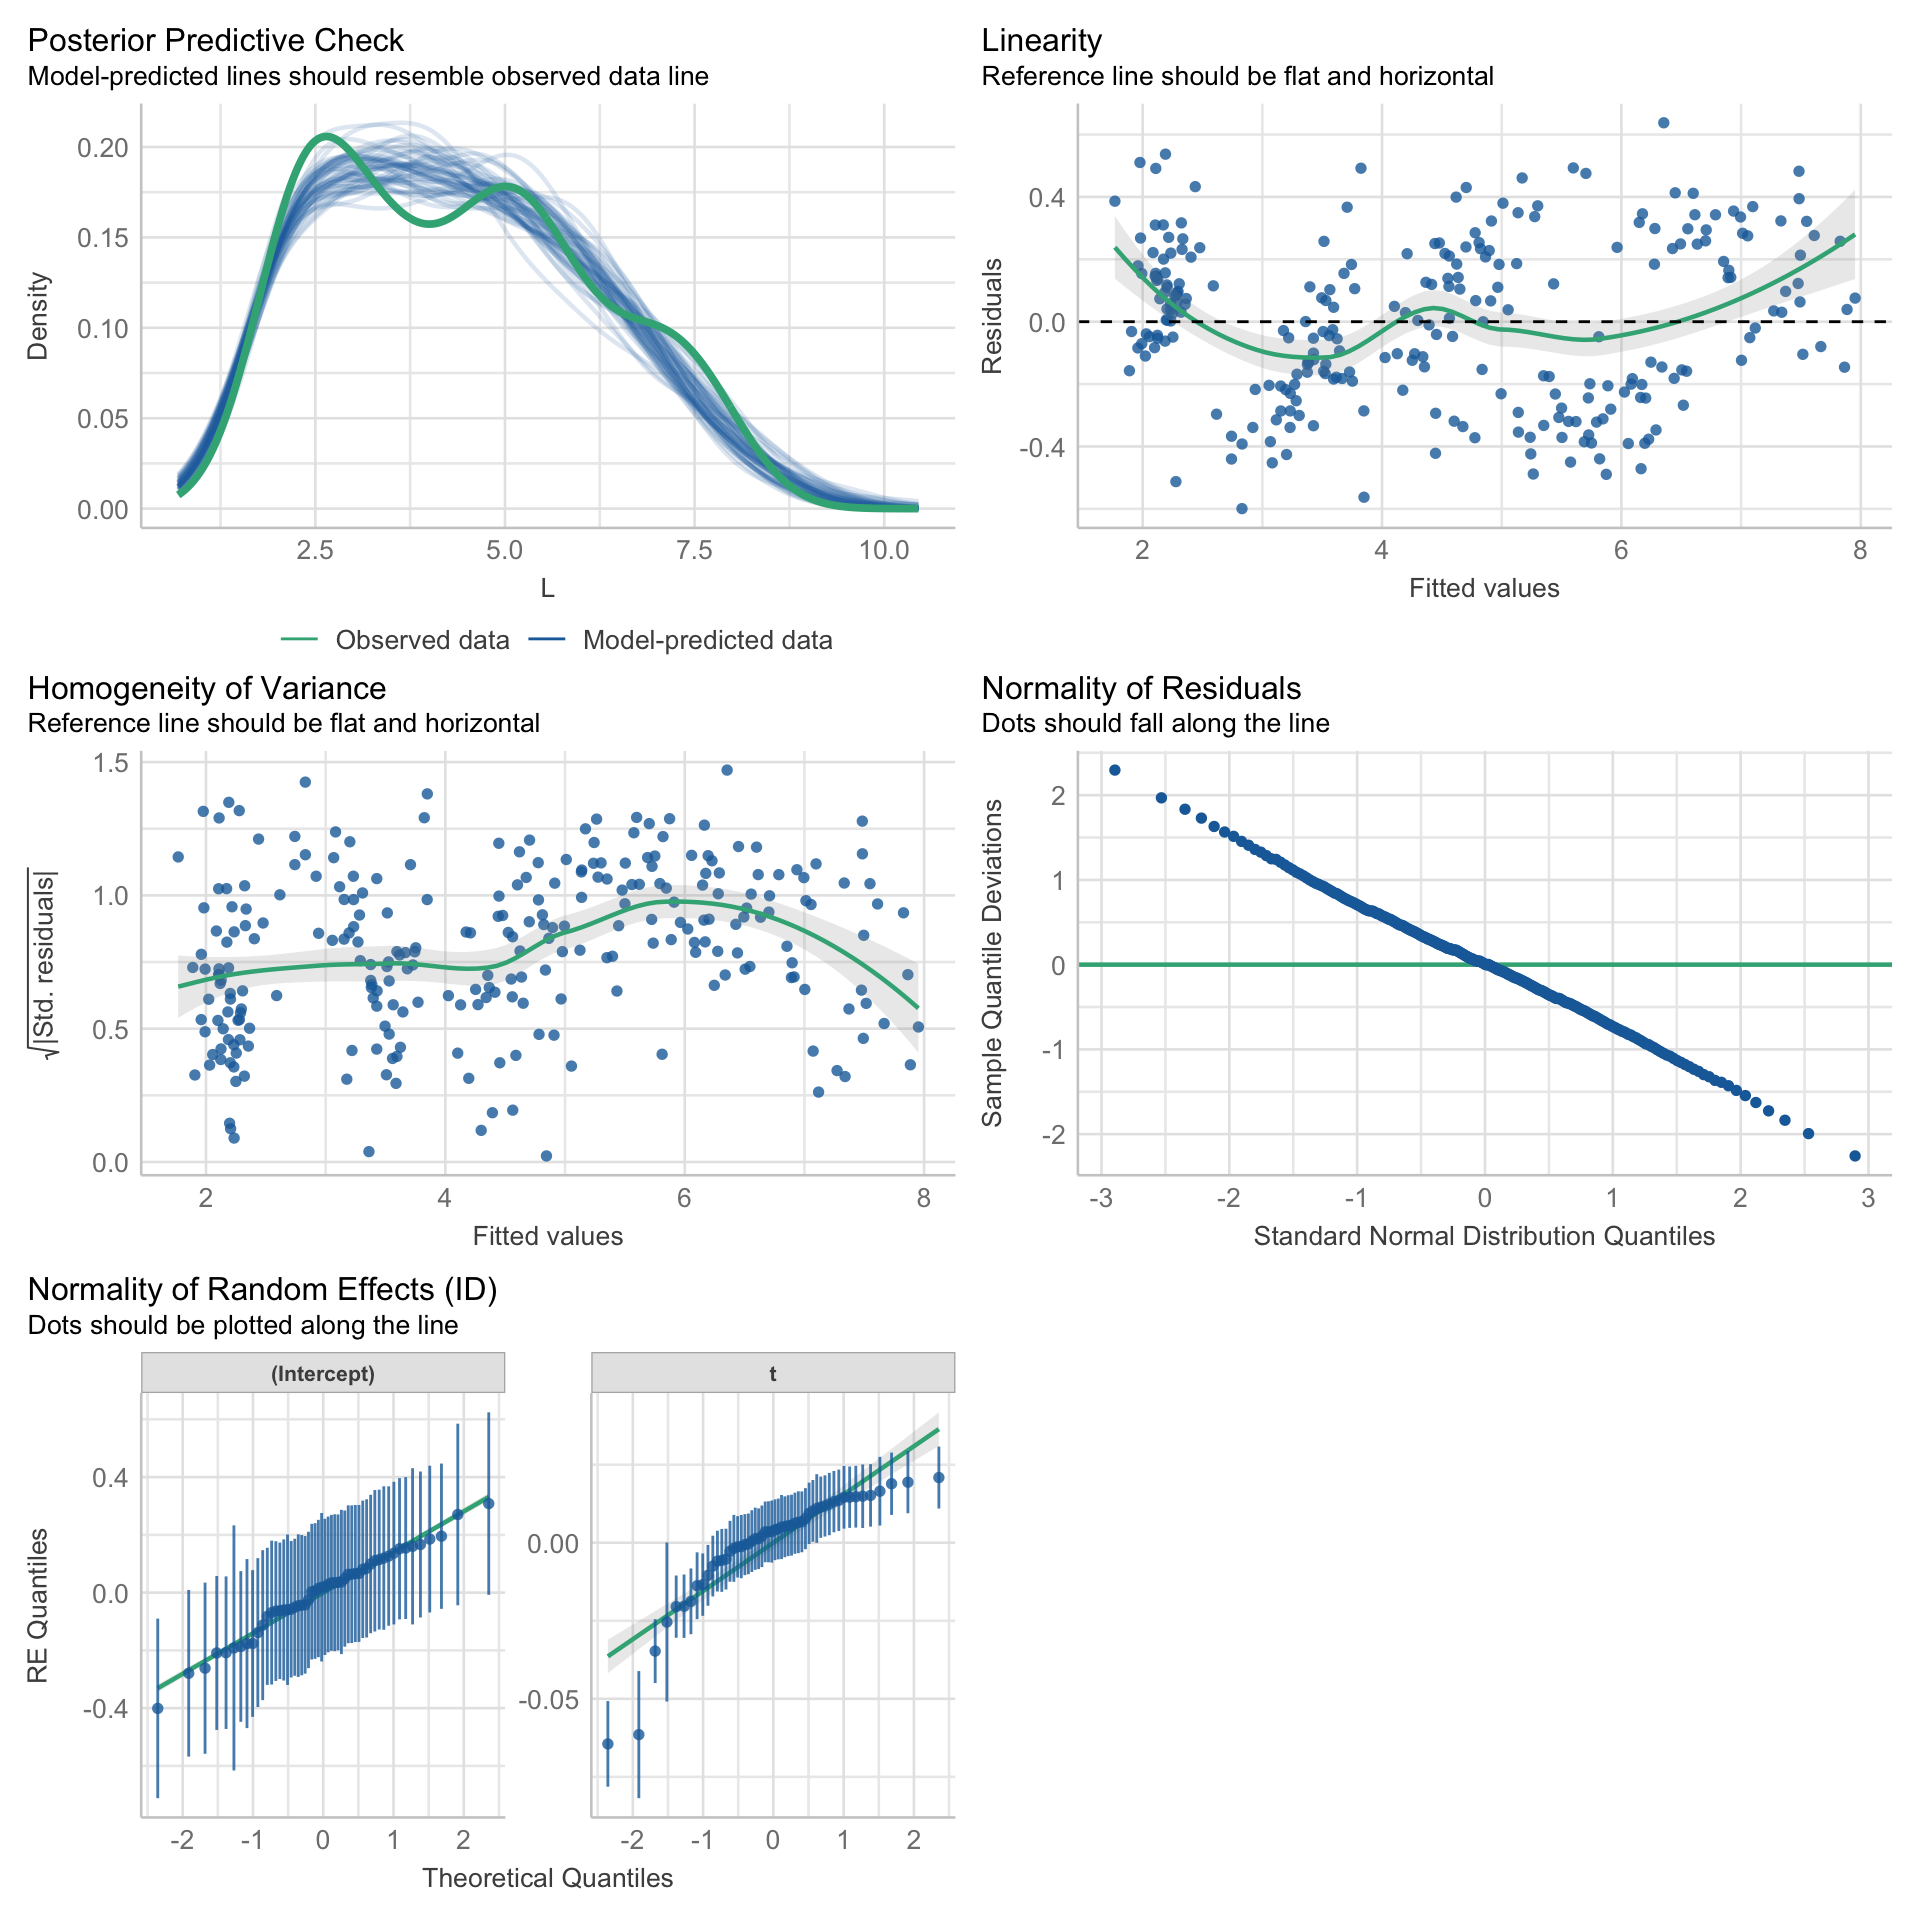 Posterior Predictive Check
Model-predicted lines should resemble observed data line
0.20
0.15
0.10
0.05
0.00
Density
2.5 5.0 7.5 10.0
L
Observed data Model-predicted data
Linearity
Reference line should be flat and horizontal
0.4
0.0
-0.4
Residuals
2 4 6 8
Fitted values
Homogeneity of Variance
Reference line should be flat and horizontal
1.5
1.0
0.5
0.0
√|Std. residuals|
2 4 6 8
Fitted values
Normality of Residuals
Dots should fall along the line
2
1
0
-1
-2
Sample Quantile Deviations
-3 -2 -1 0 1 2 3
Standard Normal Distribution Quantiles
Normality of Random Effects (ID)
Dots should be plotted along the line
(Intercept)
0.4
0.0
-0.4
RE Quantiles
-2 -1 0 1 2
t
0.00
-0.05
-2 -1 0 1 2
Theoretical Quantiles